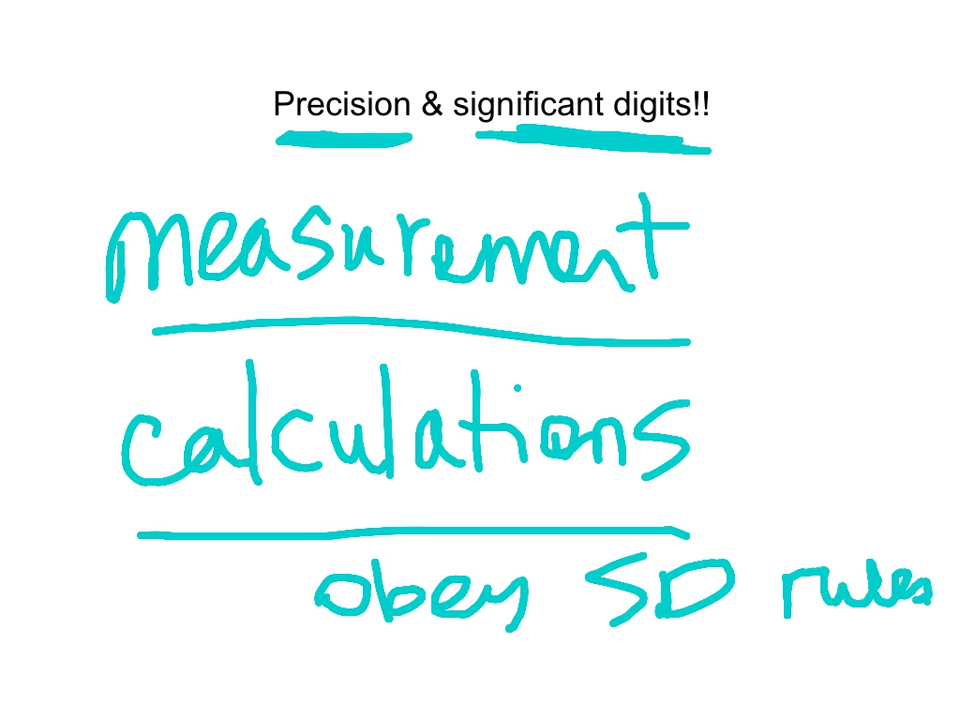 Precision & significant digits!!
measurement
calculations
obey SD rules